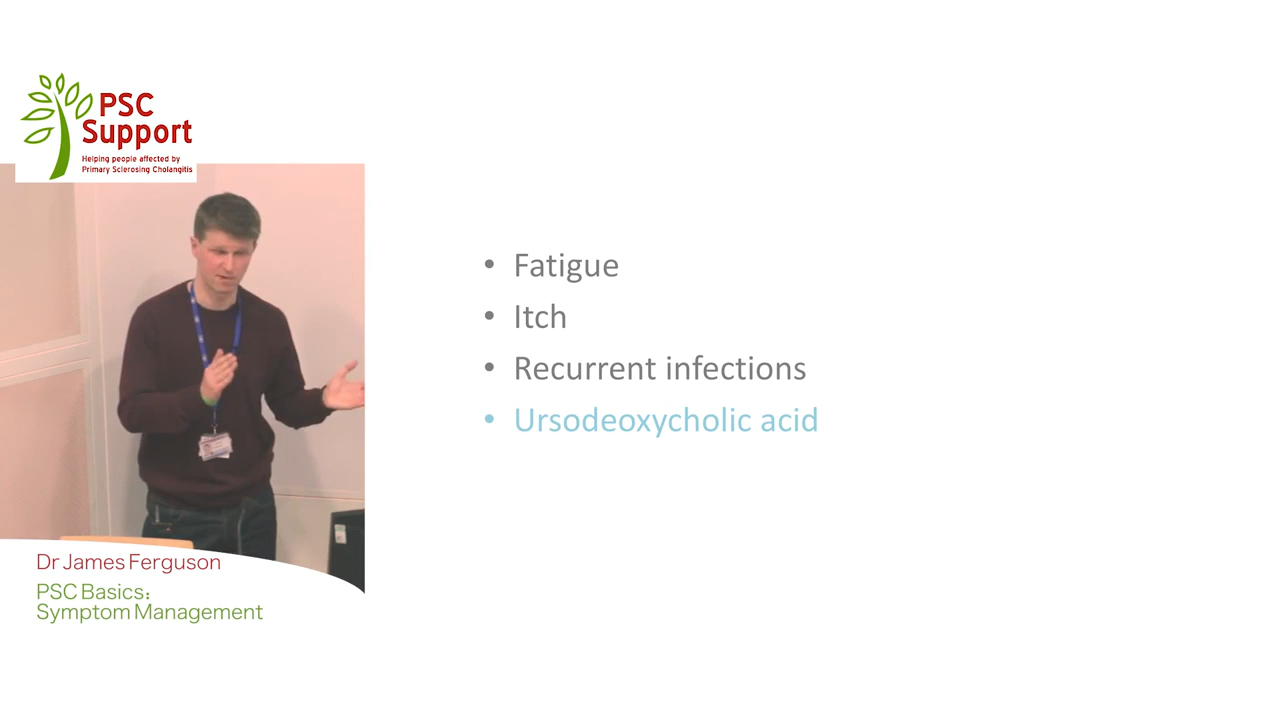 PSC
Support
Helping people affected by
Primary Sclerosing Cholangitis
• Fatigue
• Itch
• Recurrent infections
• Ursodeoxycholic acid
Dr James Ferguson
PSC Basics:
Symptom Management